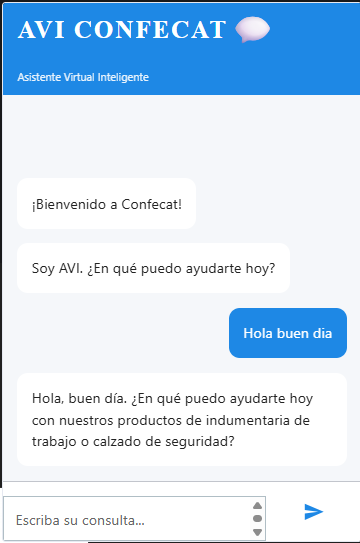 AVI CONFECAT
Asistente Virtual Inteligente
¡Bienvenido a Confecat!
Soy AVI. ¿En qué puedo ayudarte hoy?
Hola buen dia
Hola, buen día. ¿En qué puedo ayudarte hoy
con nuestros productos de indumentaria de
trabajo o calzado de seguridad?
Escriba su consulta...